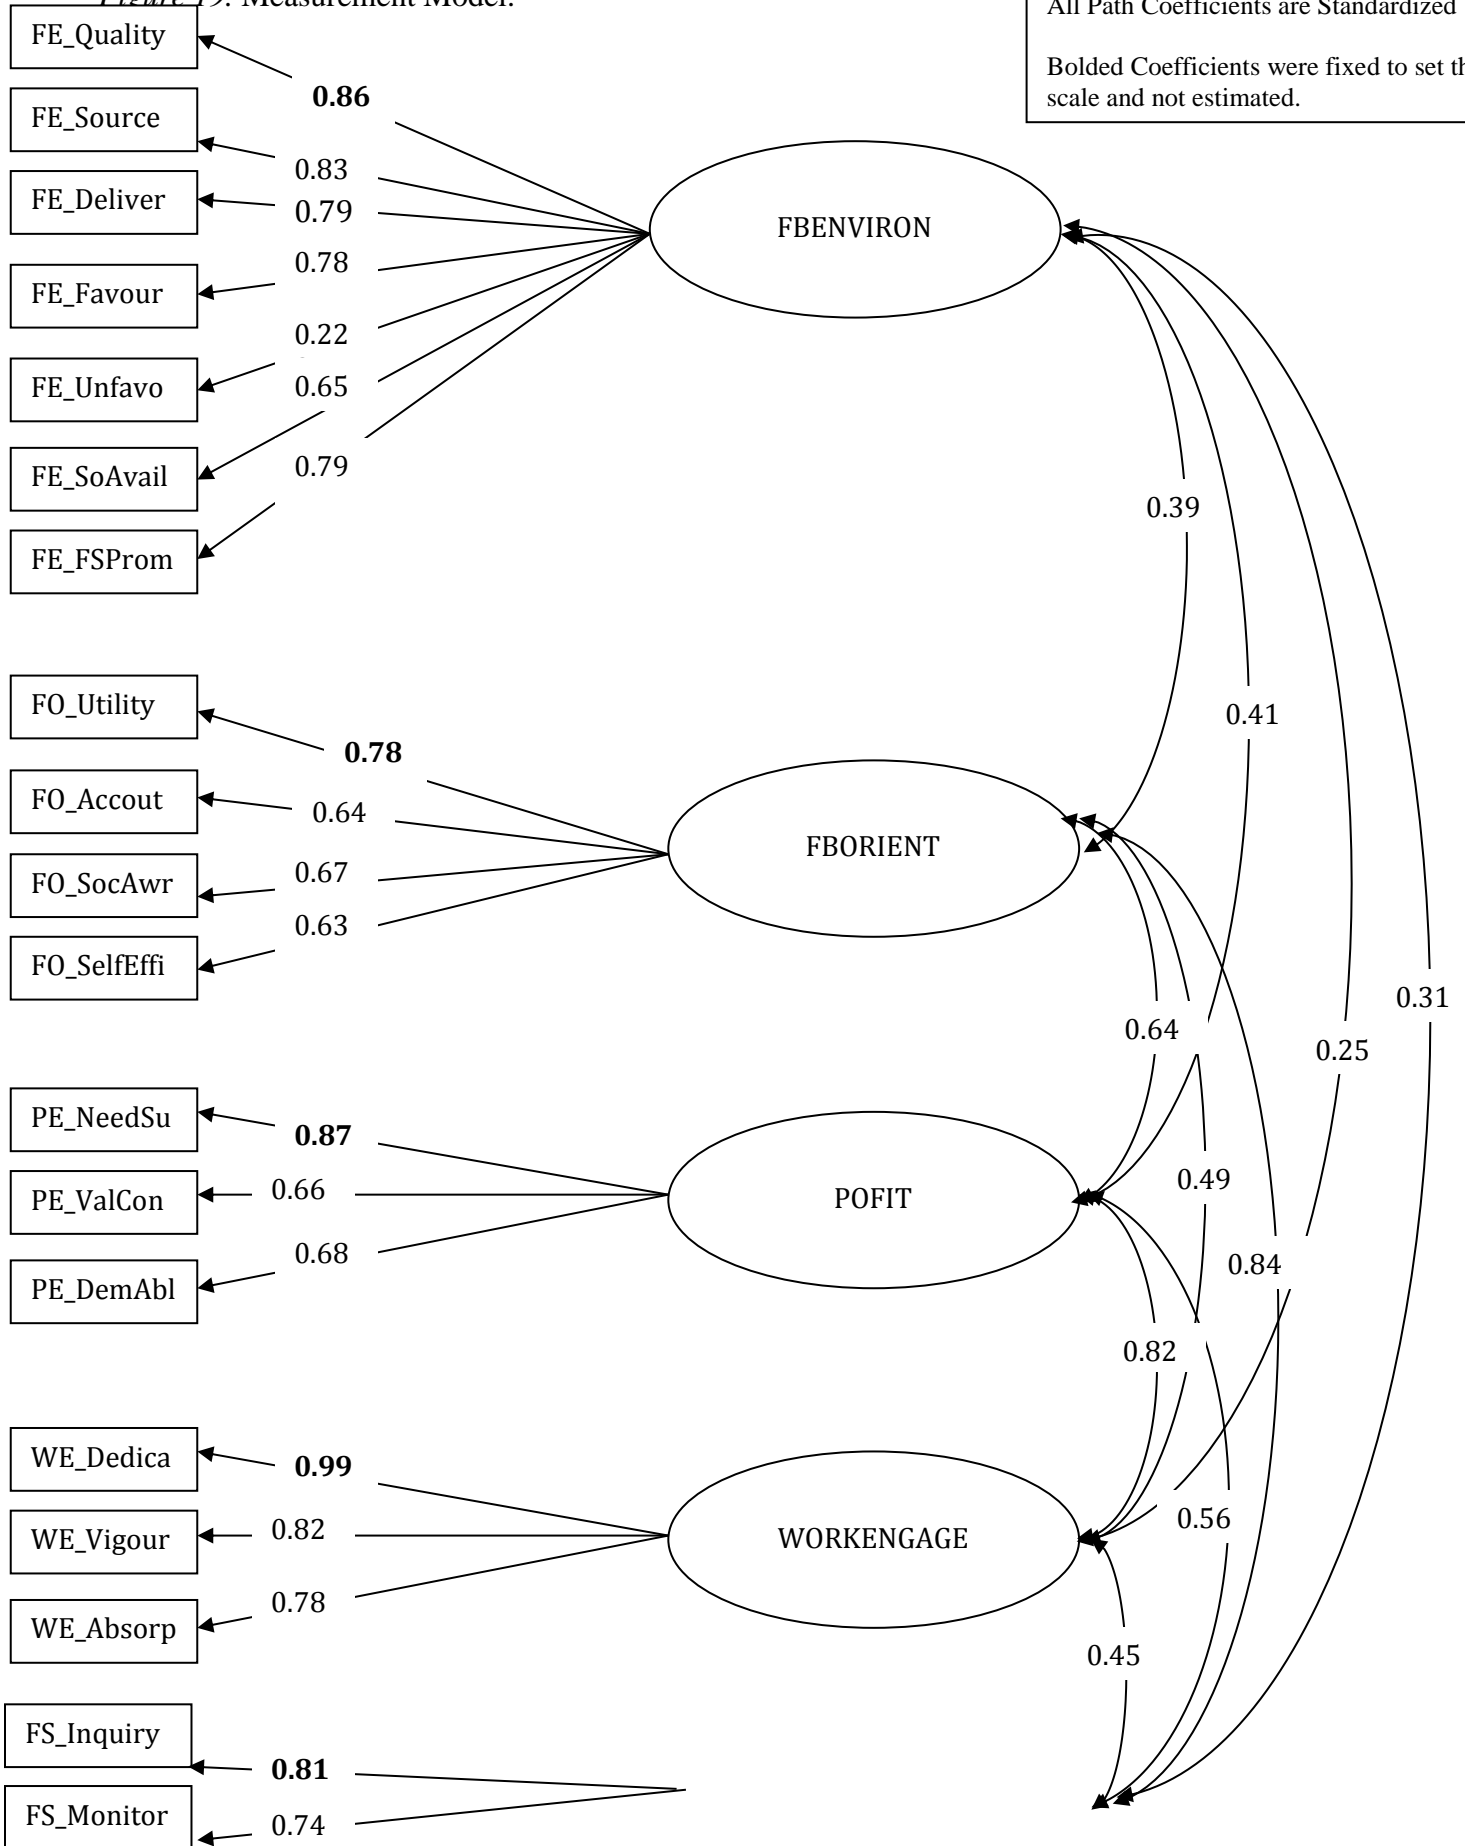 Figure 19. Measurement Model.
All Path Coefficients are Standardized
Bolded Coefficients were fixed to set th
scale and not estimated.
FE_Quality
0.86
FE_Source
0.83
FE_Deliver
0.79
FBENVIRON
FE_Favour
0.78
0.22
FE_Unfavo
0.65
FE_SoAvail
0.79
0.39
FE_FSProm
FO_Utility
0.41
0.78
FO_Accout
0.64
FBORIENT
FO_SocAwr
0.67
0.63
FO_SelfEffi
0.31
0.64
0.25
PE_NeedSu
0.87
PE_ValCon
0.66
POFIT
0.49
0.68
0.84
PE_DemAbl
0.82
WE_Dedica
0.99
0.56
WE_Vigour
0.82
WORKENGAGE
0.78
WE_Absorp
0.45
FS_Inquiry
0.81
FS_Monitor
0.74